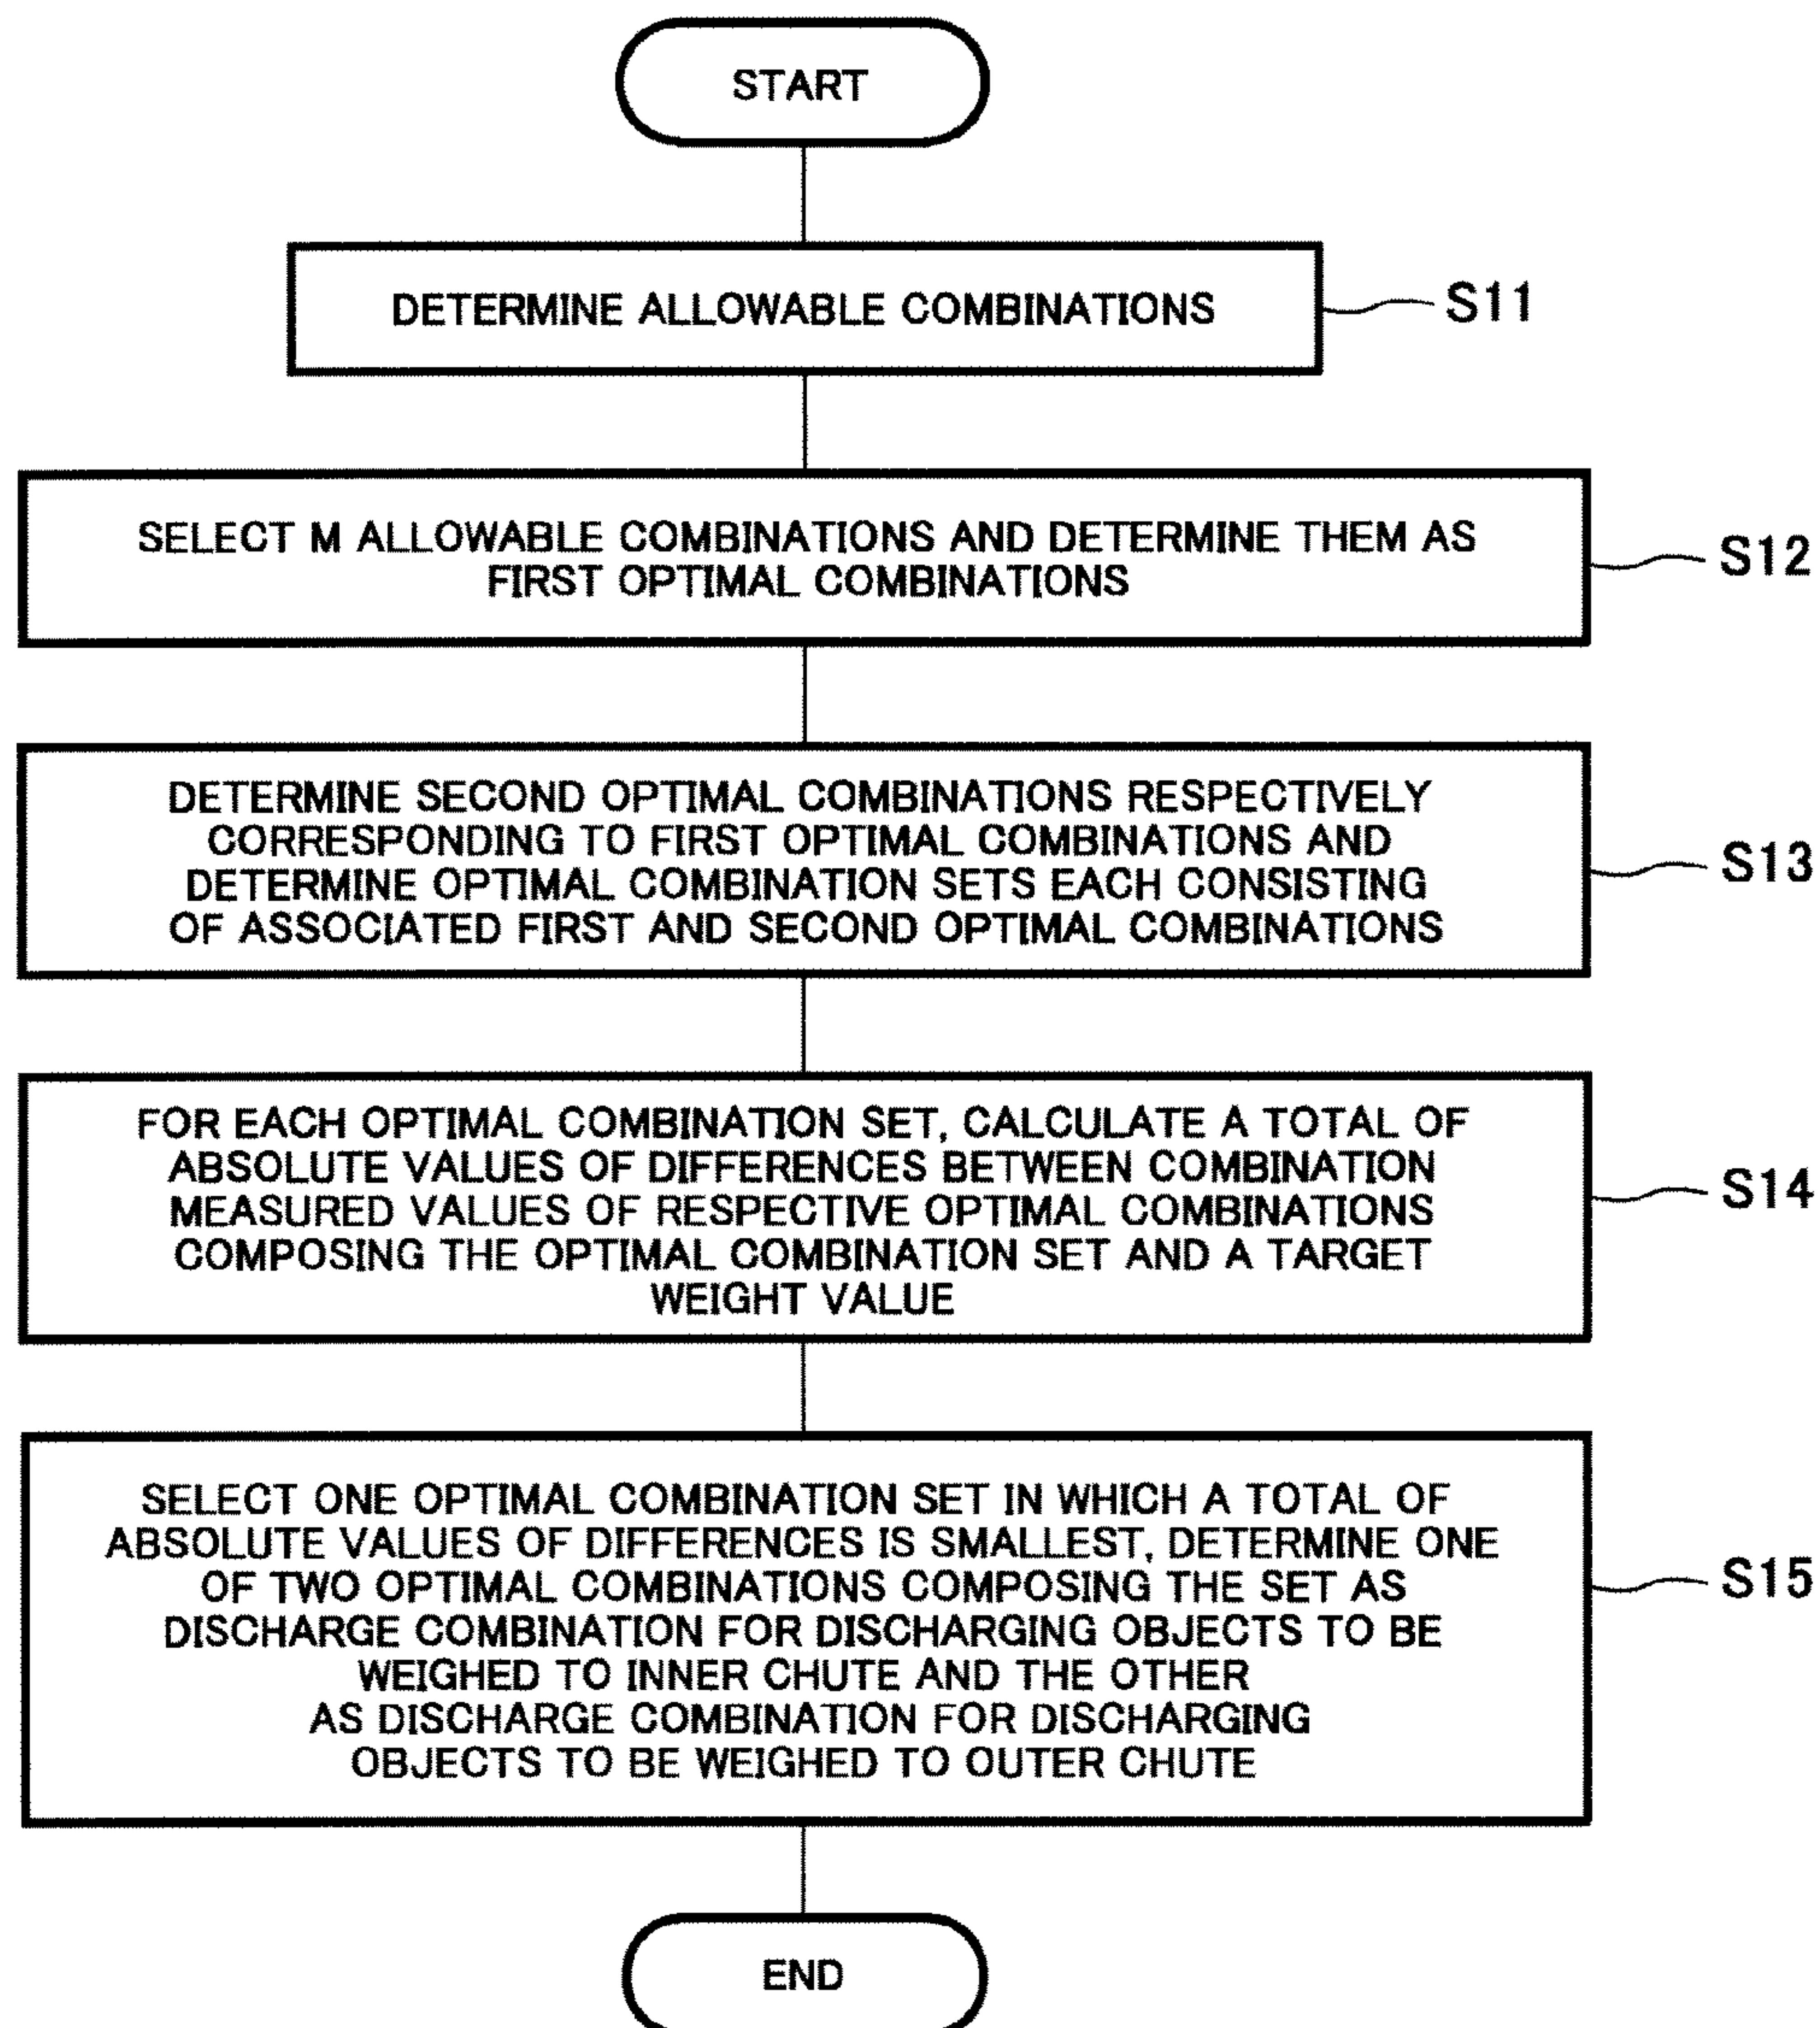 START
DETERMINE ALLOWABLE COMBINATIONS
S11
SELECT M ALLOWABLE COMBINATIONS AND DETERMINE THEM AS
FIRST OPTIMAL COMBINATIONS
S12
DETERMINE SECOND OPTIMAL COMBINATIONS RESPECTIVELY
CORRESPONDING TO FIRST OPTIMAL COMBINATIONS AND
DETERMINE OPTIMAL COMBINATION SETS EACH CONSISTING
OF ASSOCIATED FIRST AND SECOND OPTIMAL COMBINATIONS
S13
FOR EACH OPTIMAL COMBINATION SET, CALCULATE A TOTAL OF
ABSOLUTE VALUES OF DIFFERENCES BETWEEN COMBINATION
MEASURED VALUES OF RESPECTIVE OPTIMAL COMBINATIONS
COMPOSING THE OPTIMAL COMBINATION SET AND A TARGET
WEIGHT VALUE
S14
SELECT ONE OPTIMAL COMBINATION SET IN WHICH A TOTAL OF
ABSOLUTE VALUES OF DIFFERENCES IS SMALLEST, DETERMINE ONE
OF TWO OPTIMAL COMBINATIONS COMPOSING THE SET AS
DISCHARGE COMBINATION FOR DISCHARGING OBJECTS TO BE
WEIGHED TO INNER CHUTE AND THE OTHER
AS DISCHARGE COMBINATION FOR DISCHARGING
OBJECTS TO BE WEIGHED TO OUTER CHUTE
S15
END